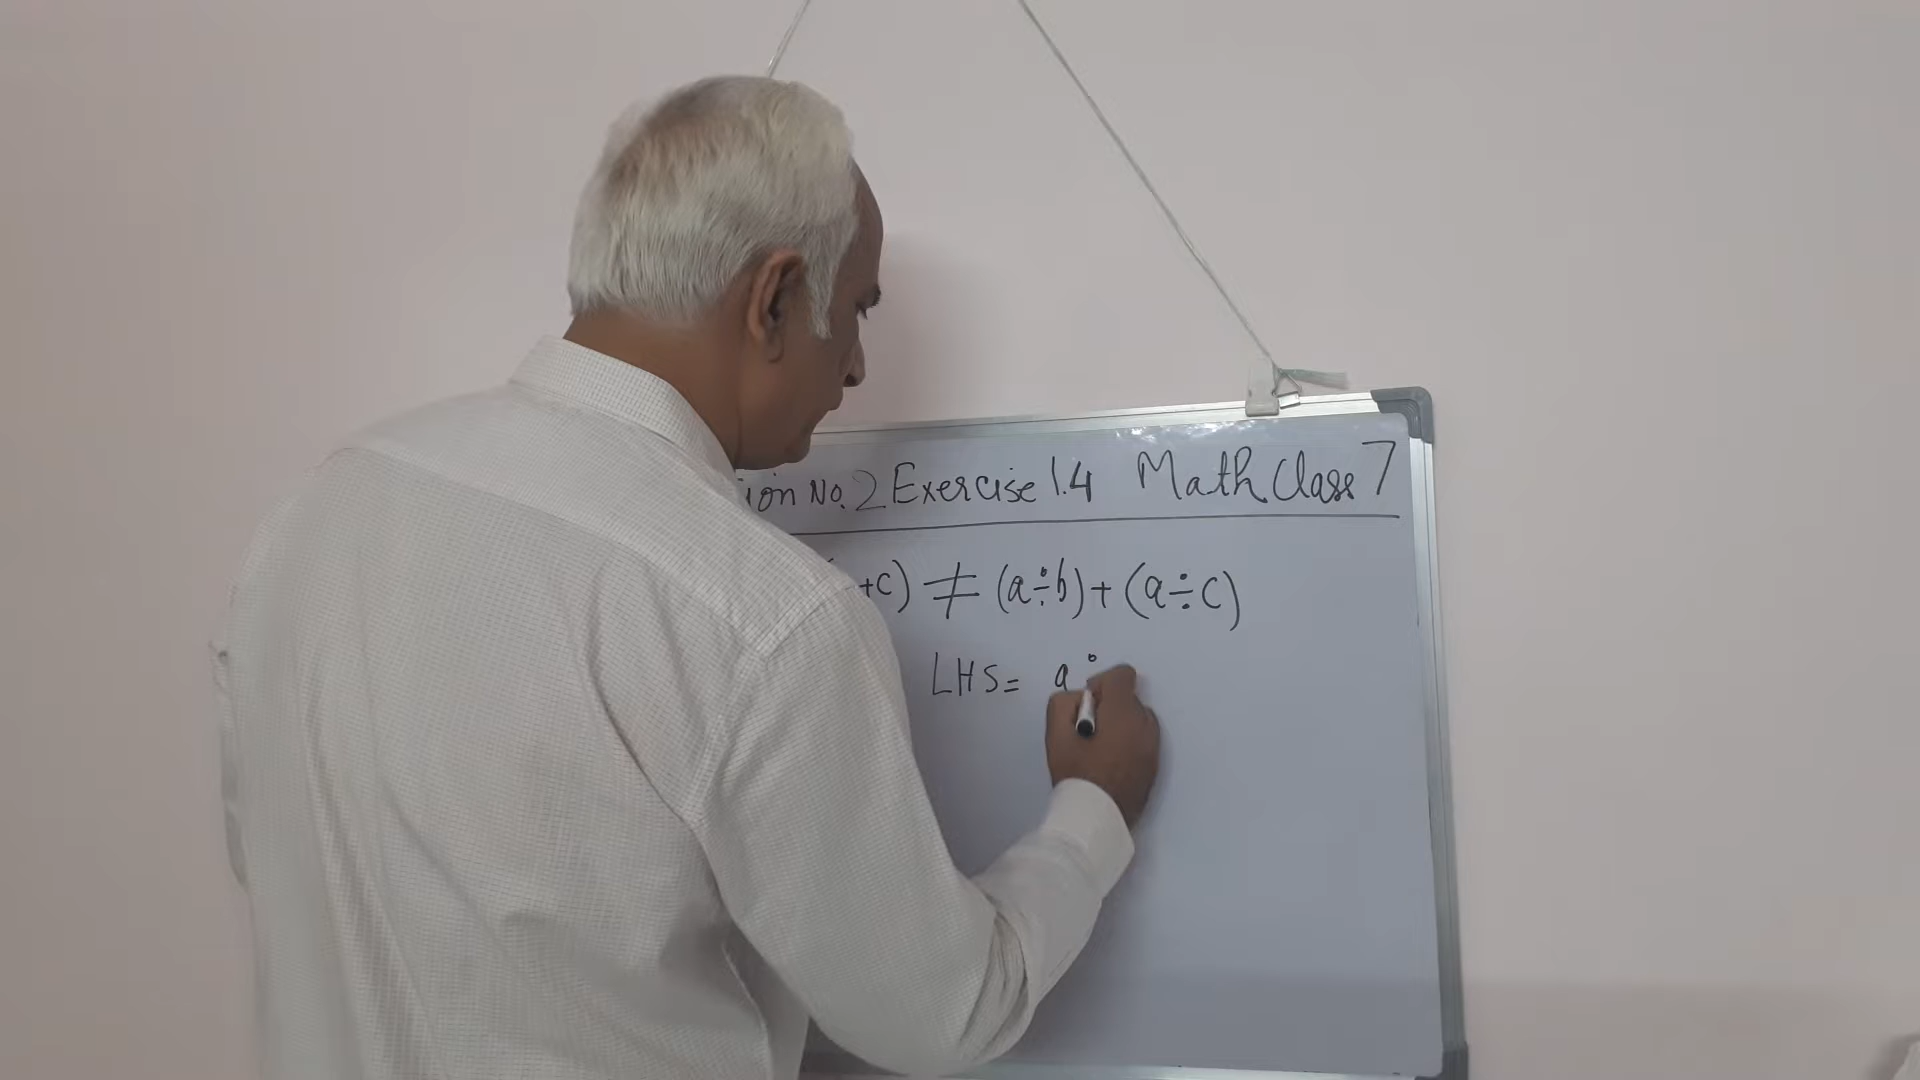 ion No. 2 Exercise 1.4 Math Class 7
+c) ≠ (a÷b)+(a÷c)
LHS= a